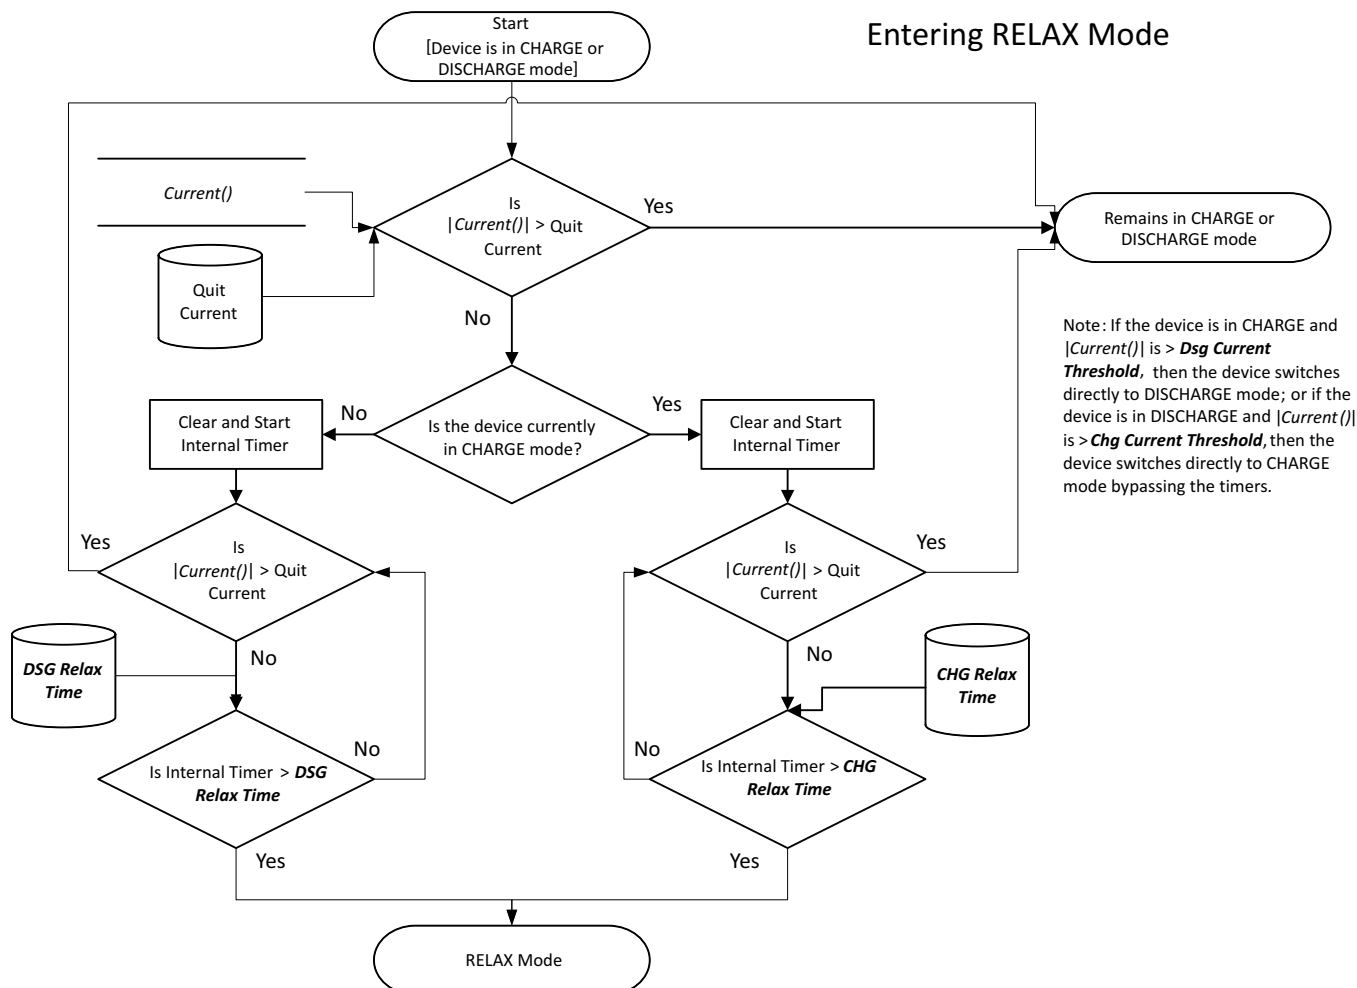 Entering RELAX Mode
Start
[Device is in CHARGE or
DISCHARGE mode]
Current()
Is
|Current()| > Quit
Current
Yes
Remains in CHARGE or
DISCHARGE mode
Quit
Current
No
Note: If the device is in CHARGE and
|Current()| is > Dsg Current
Threshold, then the device switches
directly to DISCHARGE mode; or if the
device is in DISCHARGE and |Current()|
is > Chg Current Threshold, then the
device switches directly to CHARGE
mode bypassing the timers.
Clear and Start
Internal Timer
No
Is the device currently
in CHARGE mode?
Yes
Clear and Start
Internal Timer
Yes
Is
|Current()| > Quit
Current
Is
|Current()| > Quit
Current
Yes
No
No
DSG Relax
Time
CHG Relax
Time
Is Internal Timer > DSG
Relax Time
No
No
Is Internal Timer > CHG
Relax Time
Yes
Yes
RELAX Mode